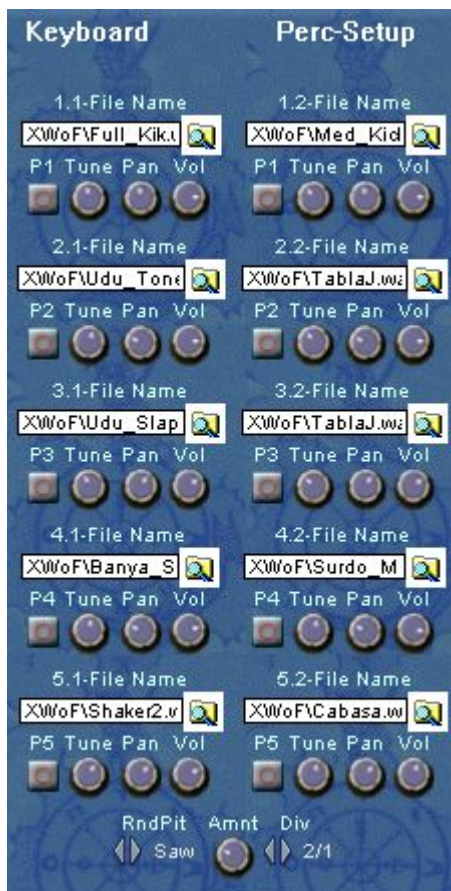 Keyboard Perc-Setup
1.1-File Name 1.2-File Name
XWoF\Full_Kik. XWoF\Med_Kic
P1 Tune Pan Vol P1 Tune Pan Vol
2.1-File Name 2.2-File Name
XWoF\Udu_Tone XWoF\TablaJ.wa
P2 Tune Pan Vol P2 Tune Pan Vol
3.1-File Name 3.2-File Name
XWoF\Udu_Slap XWoF\TablaJ.wa
P3 Tune Pan Vol P3 Tune Pan Vol
4.1-File Name 4.2-File Name
XWoF\Banya_S XWoF\Surdo_M
P4 Tune Pan Vol P4 Tune Pan Vol
5.1-File Name 5.2-File Name
XWoF\Shaker2.v XWoF\Cabasa.w
P5 Tune Pan Vol P5 Tune Pan Vol
RndPit Amnt Div
Saw 2/1